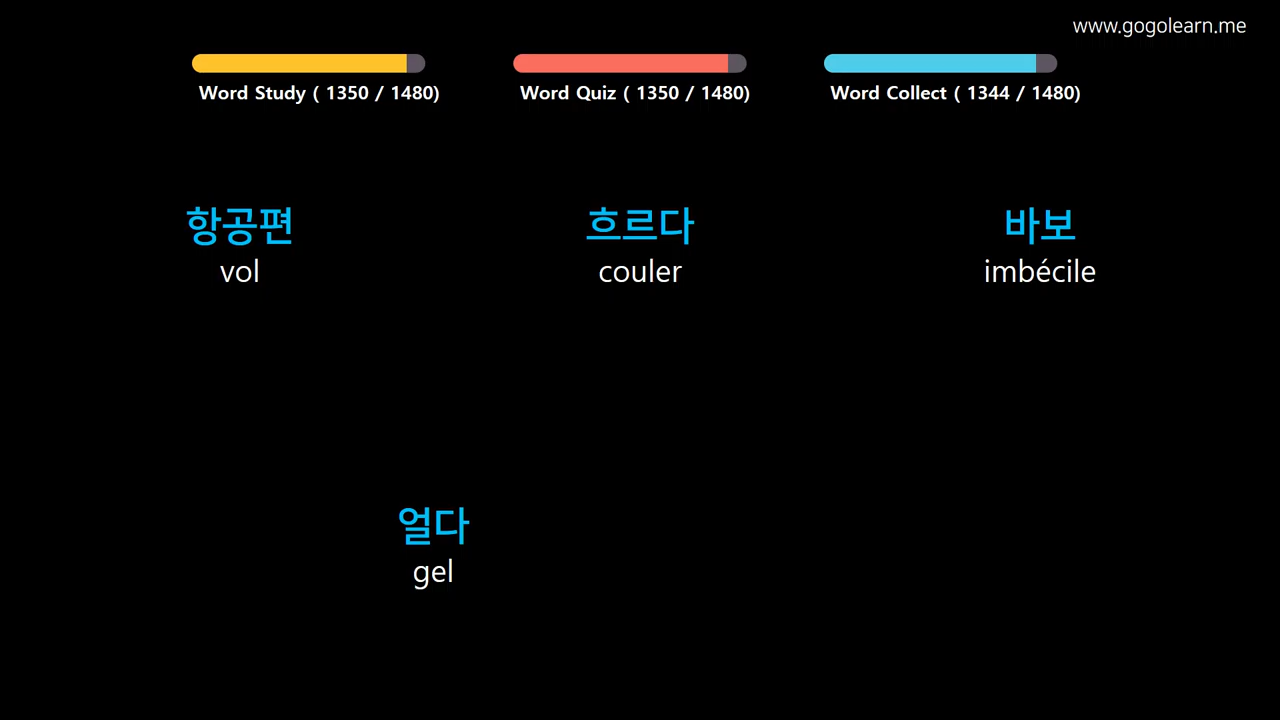 www.gogolearn.me
Word Study ( 1350 / 1480)
Word Quiz ( 1350 / 1480)
Word Collect ( 1344 / 1480)
항공편
vol
흐르다
couler
바보
imbécile
얼다
gel